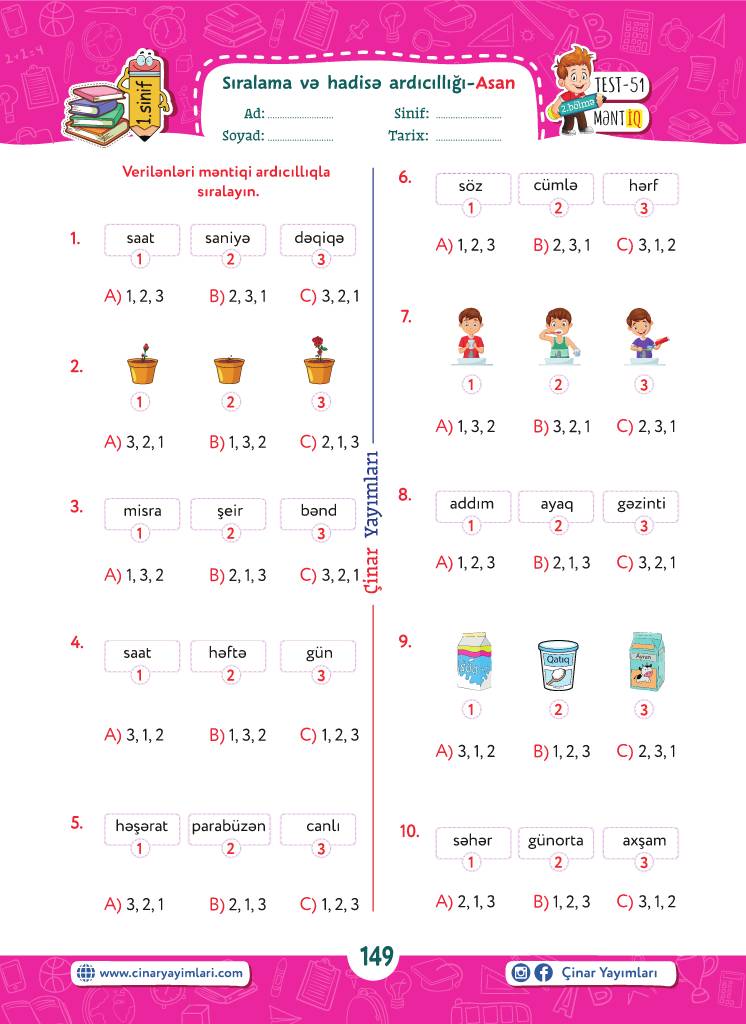 1.sinif
Sıralama və hadisə ardıcıllığı-Asan
Ad: ........................ Sinif: ........................
Soyad: ........................ Tarix: ........................
TEST-51
2.bölmə
MƏNTİQ
Verilənləri məntiqi ardıcıllıqla
sıralayın.
1. saat saniyə dəqiqə
1 2 3
A) 1, 2, 3 B) 2, 3, 1 C) 3, 2, 1
2.
1 2 3
A) 3, 2, 1 B) 1, 3, 2 C) 2, 1, 3
3. misra şeir bənd
1 2 3
A) 1, 3, 2 B) 2, 1, 3 C) 3, 2, 1
4. saat həftə gün
1 2 3
A) 3, 1, 2 B) 1, 3, 2 C) 1, 2, 3
5. həşərat parabüzən canlı
1 2 3
A) 3, 2, 1 B) 2, 1, 3 C) 1, 2, 3
Çinar Yayımları
6. söz cümlə hərf
1 2 3
A) 1, 2, 3 B) 2, 3, 1 C) 3, 1, 2
7.
1 2 3
A) 1, 3, 2 B) 3, 2, 1 C) 2, 3, 1
8. addım ayaq gəzinti
1 2 3
A) 1, 2, 3 B) 2, 1, 3 C) 3, 2, 1
9. Qatıq Ayran
1 2 3
A) 3, 1, 2 B) 1, 2, 3 C) 2, 3, 1
10. səhər günorta axşam
1 2 3
A) 2, 1, 3 B) 1, 2, 3 C) 3, 1, 2
www.cinaryayimlari.com
149
Çinar Yayımları